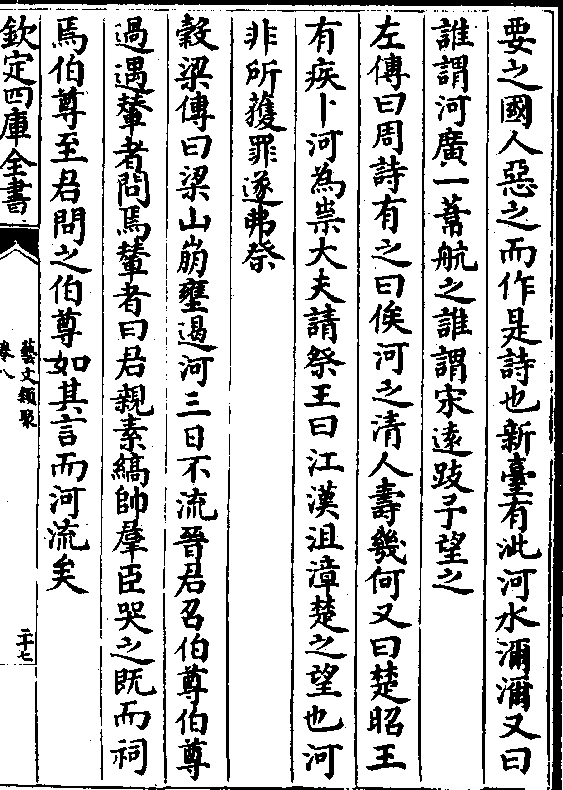 要之國人惡之而作是詩也新臺有泚河水瀰瀰又曰
誰謂河廣一葦航之誰謂宋遠跂予望之
左傳曰周詩有之曰俟河之清人壽幾何又曰楚昭王
有疾卜河為祟大夫請祭王曰江漢沮漳楚之望也河
非所獲罪遂弗祭
穀梁傳曰梁山崩壅遏河三日不流晉君召伯尊伯尊
過遇輦者問焉輦者曰君親素縞帥羣臣哭之既而祠
焉伯尊至君問之伯尊如其言而河流矣
欽定四庫全書
藝文類聚
卷八
二十七